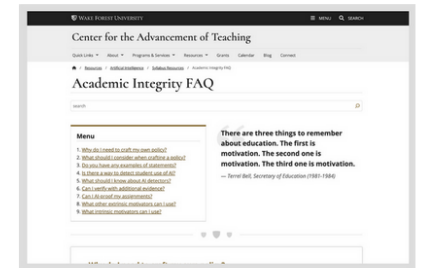 WAKE FOREST UNIVERSITY
MENU
SEARCH
Center for the Advancement of Teaching
Quick Links
About
Programs & Services
Resources
Grants
Calendar
Blog
Connect
/ Resources / Artificial Intelligence / Syllabus Resources / Academic Integrity FAQ
Academic Integrity FAQ
search
Menu
1. Why do I need to craft my own policy?
2. What should I consider when crafting a policy?
3. Do you have any examples of statements?
4. Is there a way to detect student use of AI?
5. What should I know about AI detectors?
6. Can I verify with additional evidence?
7. Can I AI-proof my assignments?
8. What other extrinsic motivators can I use?
9. What intrinsic motivators can I use?
There are three things to remember
about education. The first is
motivation. The second one is
motivation. The third one is motivation.
— Terrel Bell, Secretary of Education (1981-1984)